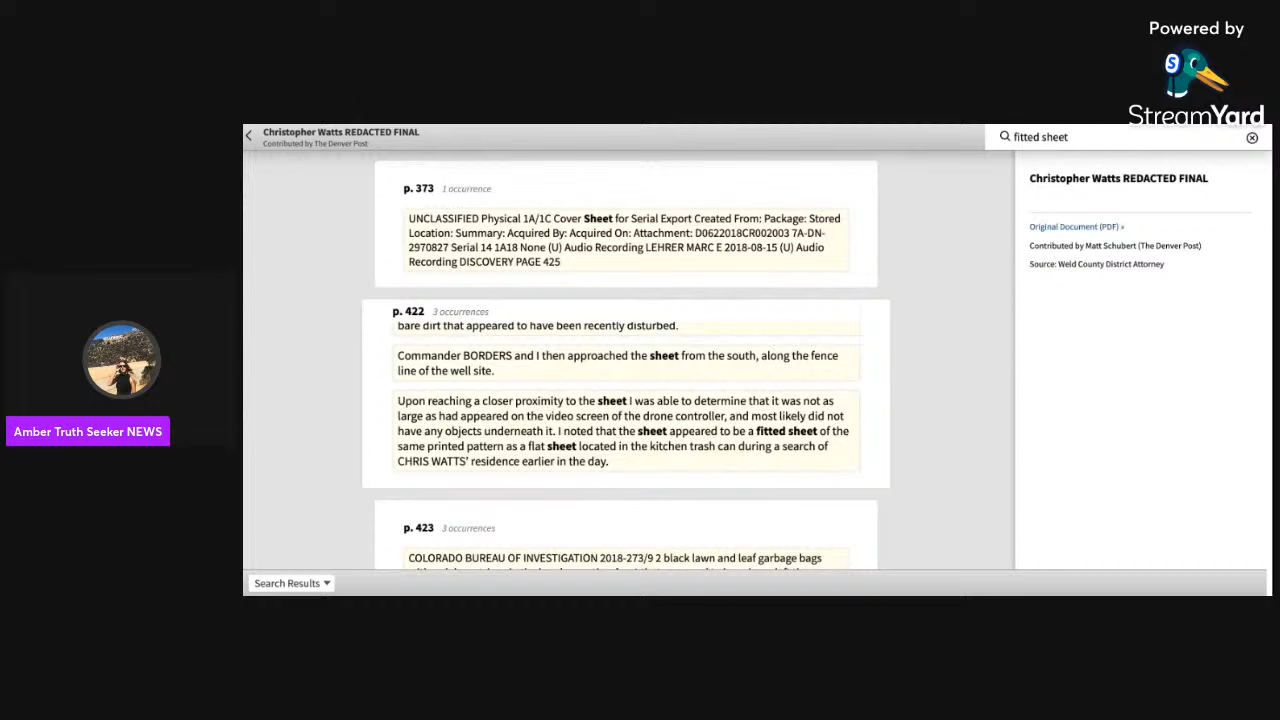 Powered by
S
StreamYard
Christopher Watts REDACTED FINAL
Contributed by The Denver Post
fitted sheet
p. 373 1 occurrence
UNCLASSIFIED Physical 1A/1C Cover Sheet for Serial Export Created From: Package: Stored
Location: Summary: Acquired By: Acquired On: Attachment: D0622018CR002003 7A-DN-
2970827 Serial 14 1A18 None (U) Audio Recording LEHRER MARC E 2018-08-15 (U) Audio
Recording DISCOVERY PAGE 425
p. 422 3 occurrences
bare dirt that appeared to have been recently disturbed.
Commander BORDERS and I then approached the sheet from the south, along the fence
line of the well site.
Upon reaching a closer proximity to the sheet I was able to determine that it was not as
large as had appeared on the video screen of the drone controller, and most likely did not
have any objects underneath it. I noted that the sheet appeared to be a fitted sheet of the
same printed pattern as a flat sheet located in the kitchen trash can during a search of
CHRIS WATTS' residence earlier in the day.
p. 423 3 occurrences
COLORADO BUREAU OF INVESTIGATION 2018-273/9 2 black lawn and leaf garbage bags
Christopher Watts REDACTED FINAL
Original Document (PDF) »
Contributed by Matt Schubert (The Denver Post)
Source: Weld County District Attorney
Search Results
Amber Truth Seeker NEWS